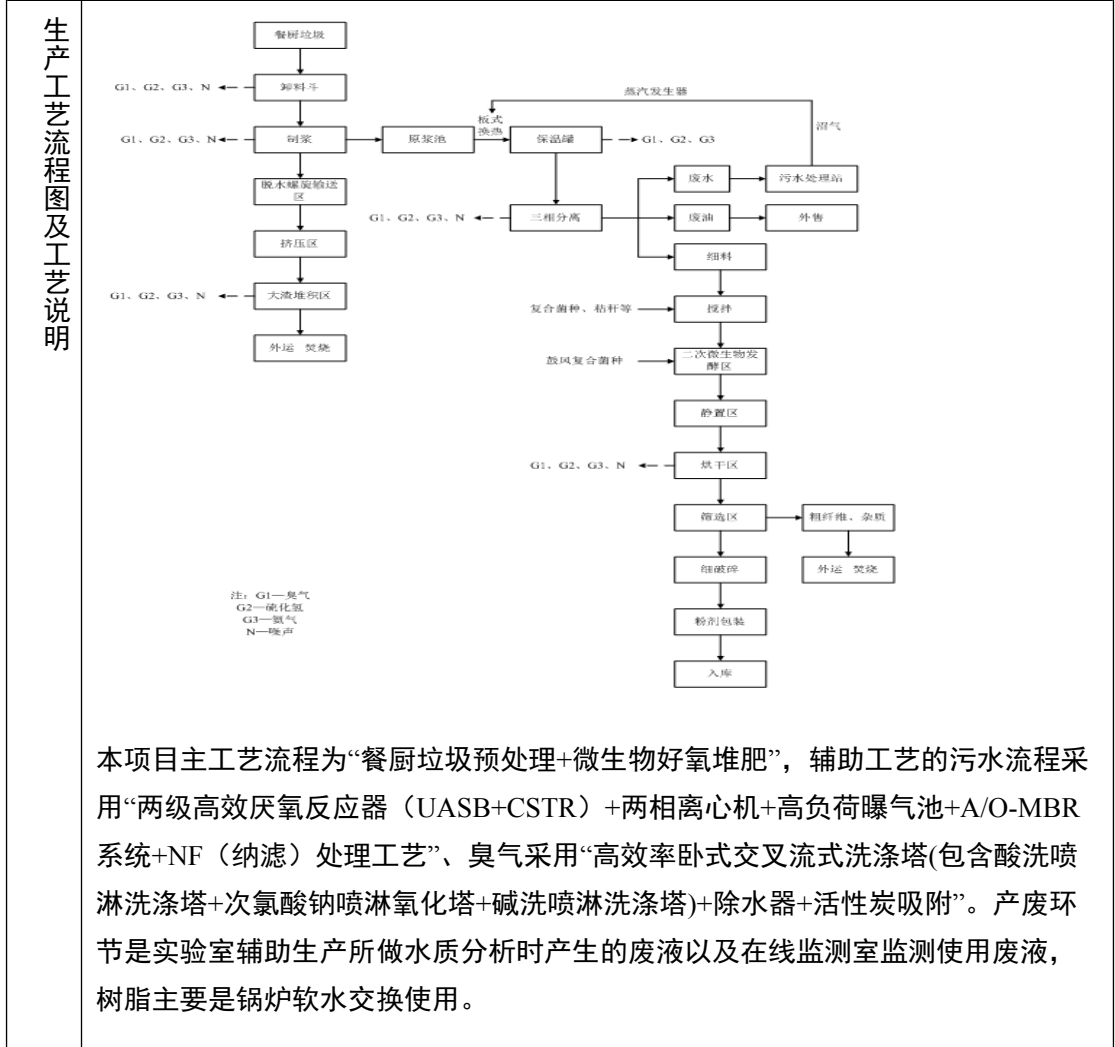 生产工艺流程图及工艺说明
餐厨垃圾
G1、G2、G3、N
卸料斗
蒸汽发生器
G1、G2、G3、N
制浆
原浆池
板式
换热
保温罐
G1、G2、G3
沼气
脱水螺旋输送
区
废水
污水处理站
G1、G2、G3、N
三相分离
废油
外售
挤压区
细料
G1、G2、G3、N
大渣堆积区
复合菌种、秸秆等
搅拌
外运 焚烧
鼓风复合菌种
二次微生物发
酵区
静置区
G1、G2、G3、N
烘干区
筛选区
粗纤维、杂质
细破碎
外运 焚烧
注：G1—臭气
G2—硫化氢
G3—氨气
N—噪声
粉剂包装
入库
本项目主工艺流程为“餐厨垃圾预处理+微生物好氧堆肥”，辅助工艺的污水流程采
用“两级高效厌氧反应器（UASB+CSTR）+两相离心机+高负荷曝气池+A/O-MBR
系统+NF（纳滤）处理工艺”、臭气采用“高效率卧式交叉流式洗涤塔(包含酸洗喷
淋洗涤塔+次氯酸钠喷淋氧化塔+碱洗喷淋洗涤塔)+除水器+活性炭吸附”。产废环
节是实验室辅助生产所做水质分析时产生的废液以及在线监测室监测使用废液，
树脂主要是锅炉软水交换使用。